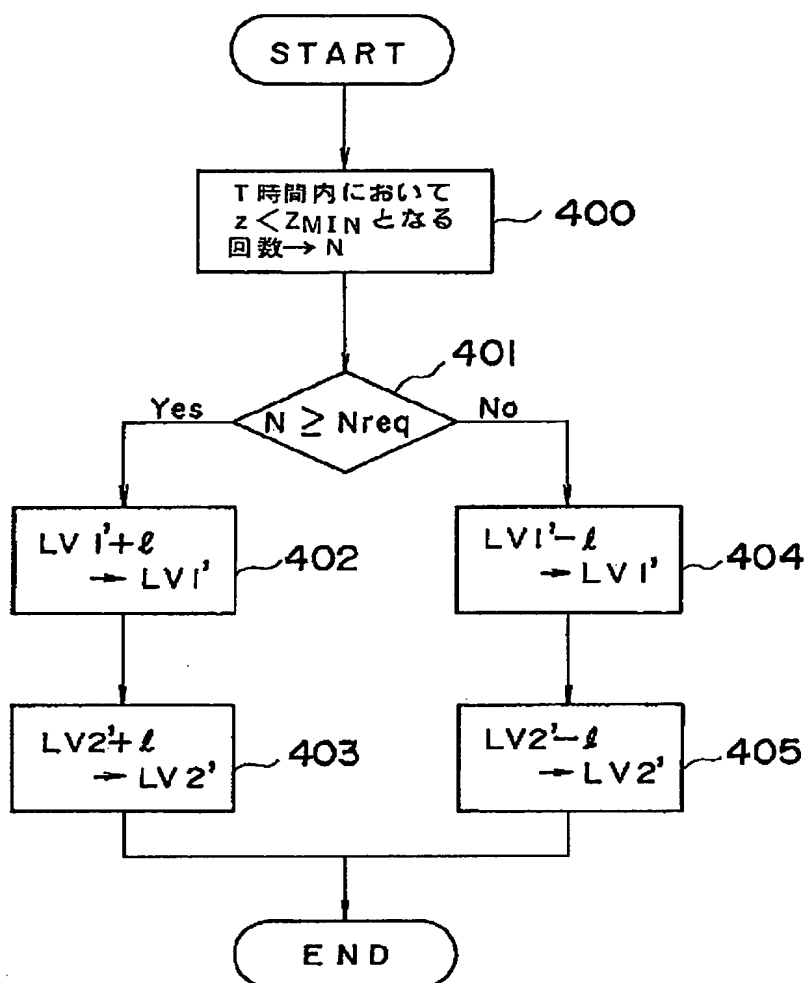 START
T時間内において
z<ZMINとなる
回数→N
400
401
Yes
N ≥ Nreq
No
LV1'+ℓ
→ LV1'
402
LV1'-ℓ
→ LV1'
404
LV2'+ℓ
→ LV2'
403
LV2'-ℓ
→ LV2'
405
END